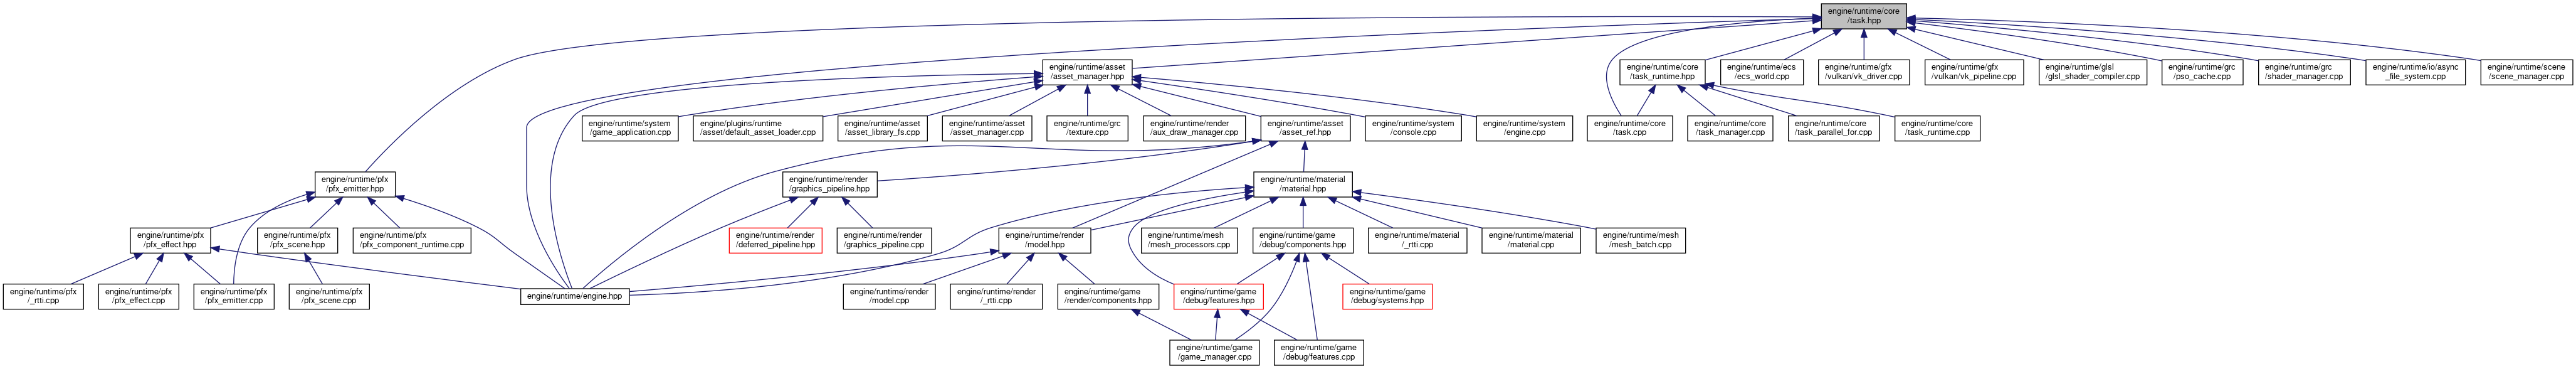 engine/runtime/core
/task.hpp
engine/runtime/asset
/asset_manager.hpp
engine/runtime/core
/task_runtime.hpp
engine/runtime/ecs
/ecs_world.cpp
engine/runtime/gfx
/vulkan/vk_driver.cpp
engine/runtime/gfx
/vulkan/vk_pipeline.cpp
engine/runtime/glsl
/glsl_shader_compiler.cpp
engine/runtime/grc
/pso_cache.cpp
engine/runtime/grc
/shader_manager.cpp
engine/runtime/io/async
_file_system.cpp
engine/runtime/scene
/scene_manager.cpp
engine/runtime/system
/game_application.cpp
engine/plugins/runtime
/asset/default_asset_loader.cpp
engine/runtime/asset
/asset_library_fs.cpp
engine/runtime/asset
/asset_manager.cpp
engine/runtime/grc
/texture.cpp
engine/runtime/render
/aux_draw_manager.cpp
engine/runtime/asset
/asset_ref.hpp
engine/runtime/system
/console.cpp
engine/runtime/system
/engine.cpp
engine/runtime/core
/task.cpp
engine/runtime/core
/task_manager.cpp
engine/runtime/core
/task_parallel_for.cpp
engine/runtime/core
/task_runtime.cpp
engine/runtime/pfx
/pfx_emitter.hpp
engine/runtime/render
/graphics_pipeline.hpp
engine/runtime/material
/material.hpp
engine/runtime/pfx
/pfx_effect.hpp
engine/runtime/pfx
/pfx_scene.hpp
engine/runtime/pfx
/pfx_component_runtime.cpp
engine/runtime/render
/deferred_pipeline.hpp
engine/runtime/render
/graphics_pipeline.cpp
engine/runtime/render
/model.hpp
engine/runtime/mesh
/mesh_processors.cpp
engine/runtime/game
/debug/components.hpp
engine/runtime/material
/_rtti.cpp
engine/runtime/material
/material.cpp
engine/runtime/mesh
/mesh_batch.cpp
engine/runtime/pfx
/_rtti.cpp
engine/runtime/pfx
/pfx_effect.cpp
engine/runtime/pfx
/pfx_emitter.cpp
engine/runtime/pfx
/pfx_scene.cpp
engine/runtime/engine.hpp
engine/runtime/render
/model.cpp
engine/runtime/render
/_rtti.cpp
engine/runtime/game
/render/components.hpp
engine/runtime/game
/debug/features.hpp
engine/runtime/game
/debug/systems.hpp
engine/runtime/game
/game_manager.cpp
engine/runtime/game
/debug/features.cpp